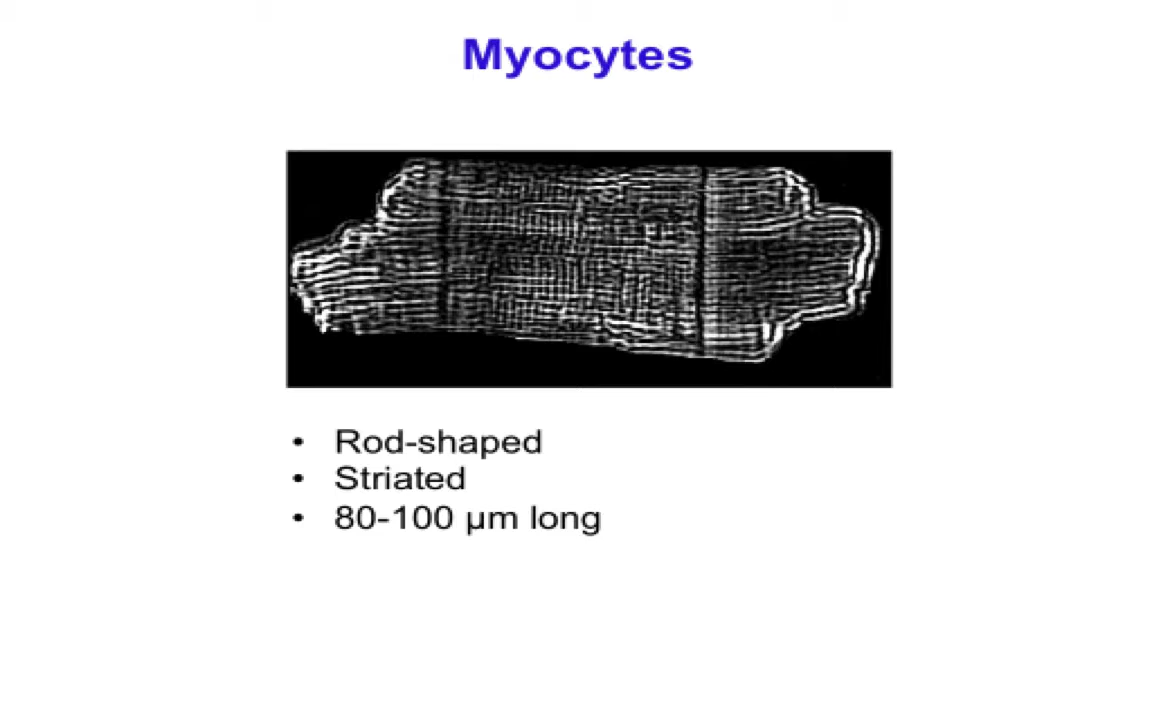 Myocytes
• Rod-shaped
• Striated
• 80-100 µm long